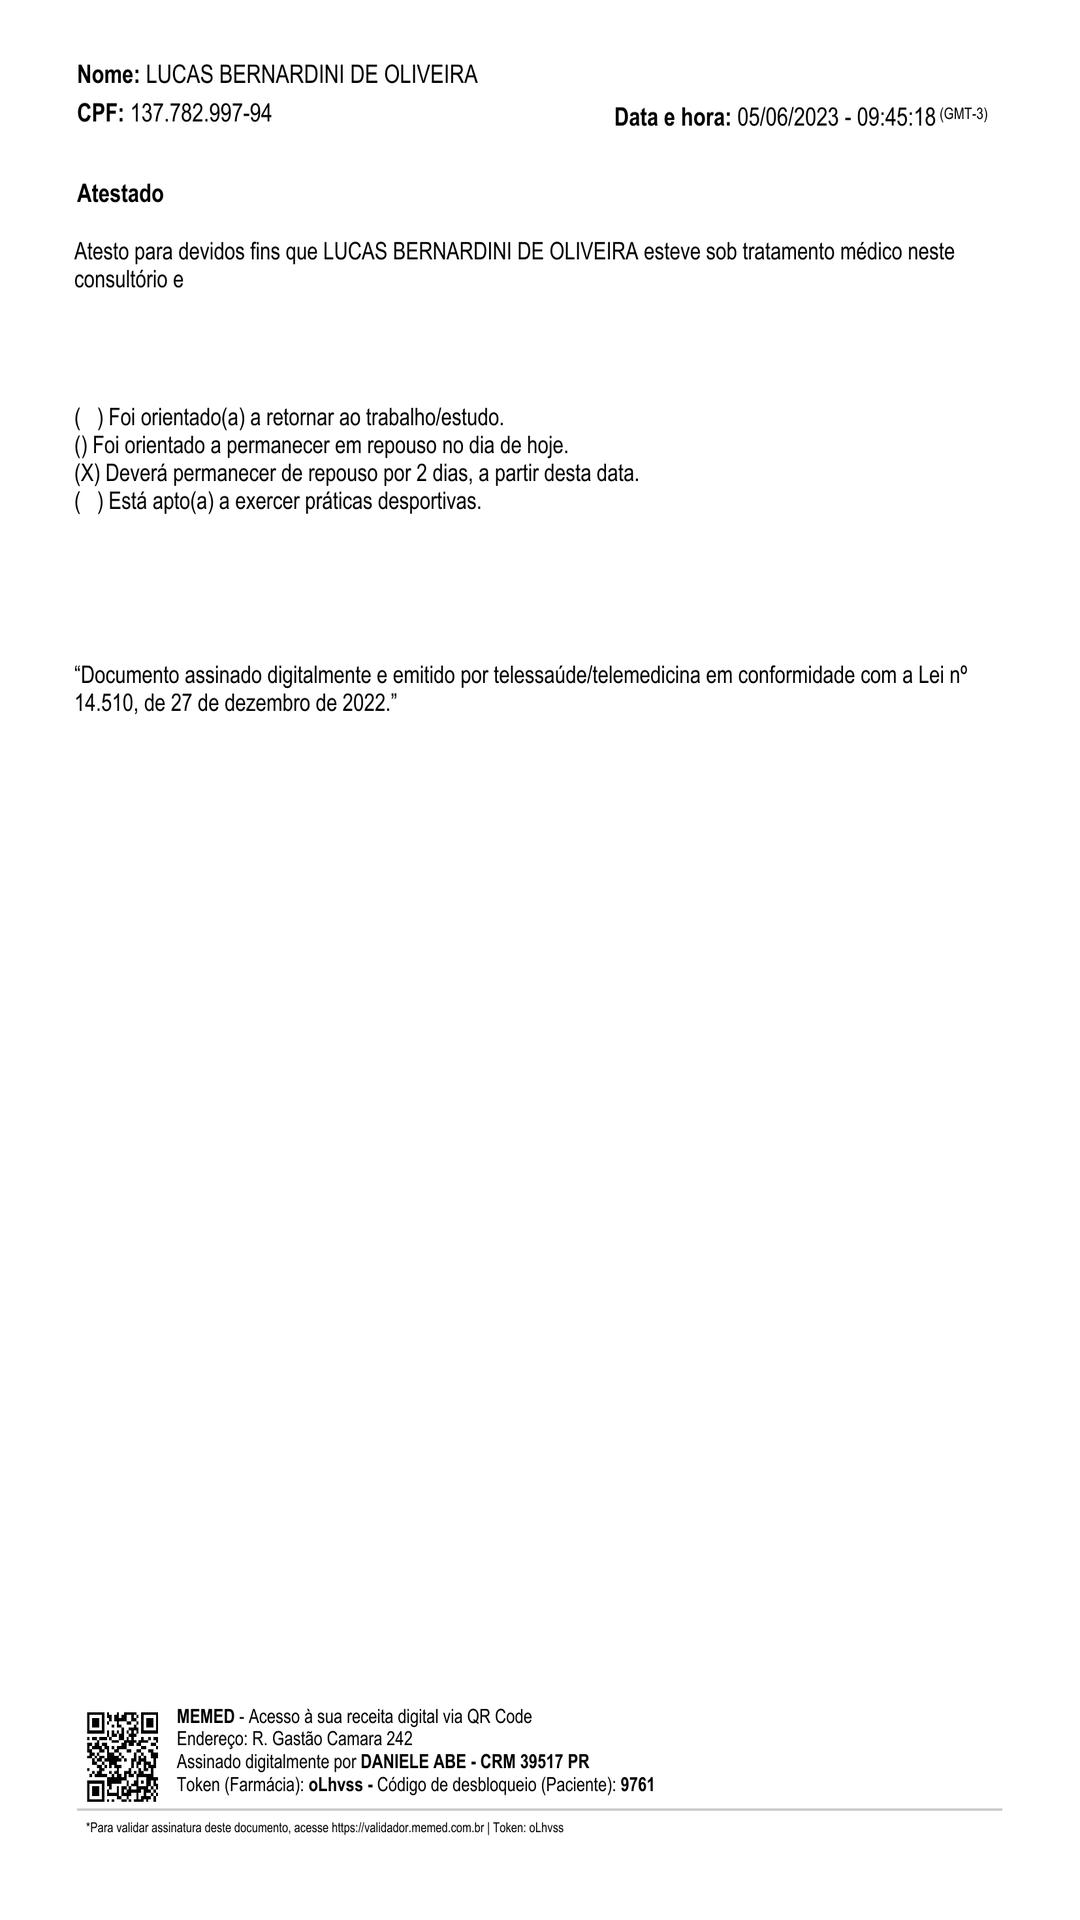 Nome: LUCAS BERNARDINI DE OLIVEIRA
CPF: 137.782.997-94
Data e hora: 05/06/2023 - 09:45:18 (GMT-3)
Atestado
Atesto para devidos fins que LUCAS BERNARDINI DE OLIVEIRA esteve sob tratamento médico neste
consultório e
(   ) Foi orientado(a) a retornar ao trabalho/estudo.
() Foi orientado a permanecer em repouso no dia de hoje.
(X) Deverá permanecer de repouso por 2 dias, a partir desta data.
(   ) Está apto(a) a exercer práticas desportivas.
“Documento assinado digitalmente e emitido por telessaúde/telemedicina em conformidade com a Lei nº
14.510, de 27 de dezembro de 2022.”
MEMED - Acesso à sua receita digital via QR Code
Endereço: R. Gastão Camara 242
Assinado digitalmente por DANIELE ABE - CRM 39517 PR
Token (Farmácia): oLhvss - Código de desbloqueio (Paciente): 9761
*Para validar assinatura deste documento, acesse https://validador.memed.com.br | Token: oLhvss